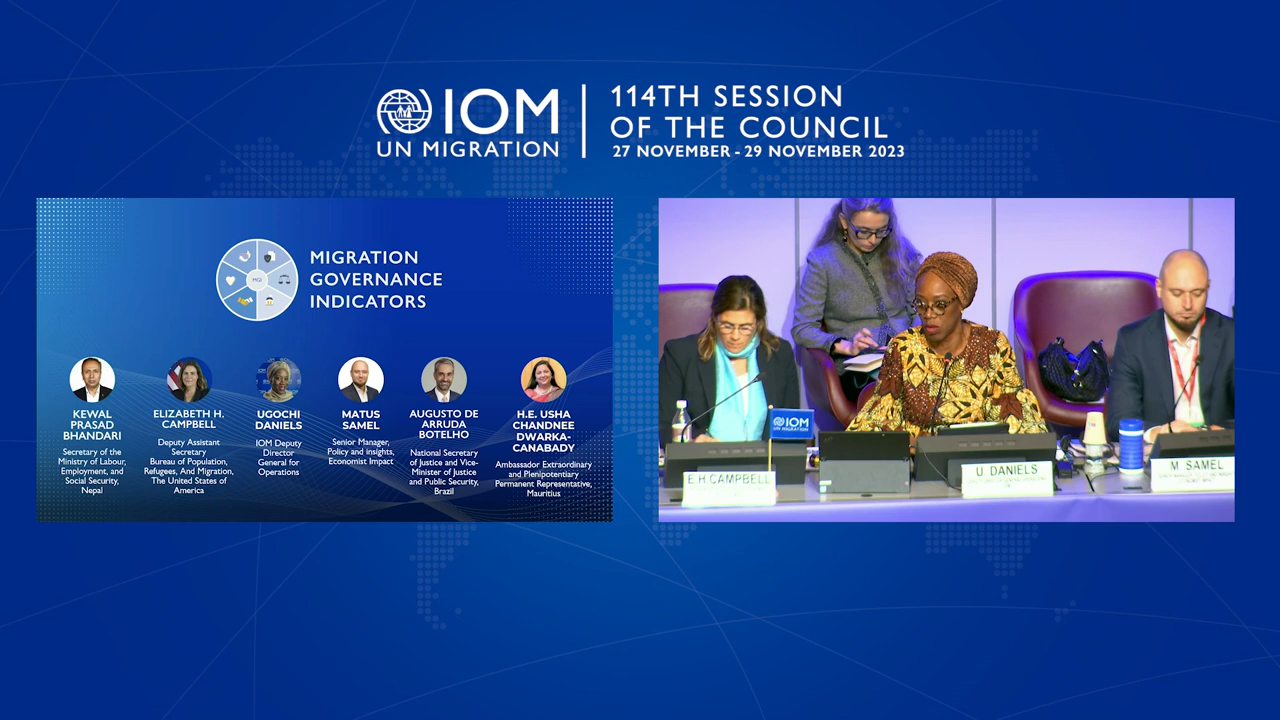 IOM
UN MIGRATION
114TH SESSION
OF THE COUNCIL
27 NOVEMBER - 29 NOVEMBER 2023
MGI
MIGRATION
GOVERNANCE
INDICATORS
KEWAL
PRASAD
BHANDARI
Secretary of the
Ministry of Labour,
Employment, and
Social Security,
Nepal
ELIZABETH H.
CAMPBELL
Deputy Assistant
Secretary
Bureau of Population,
Refugees, And Migration,
The United States of
America
UGOCHI
DANIELS
IOM Deputy
Director
General for
Operations
MATUS
SAMEL
Senior Manager,
Policy and insights,
Economist Impact
AUGUSTO DE
ARRUDA
BOTELHO
National Secretary
of Justice and Vice-
Minister of Justice
and Public Security,
Brazil
H.E. USHA
CHANDNEE
DWARKA-
CANABADY
Ambassador Extraordinary
and Plenipotentiary
Permanent Representative,
Mauritius
IOM
UN MIGRATION
E.H. CAMPBELL
U. DANIELS
M. SAMEL